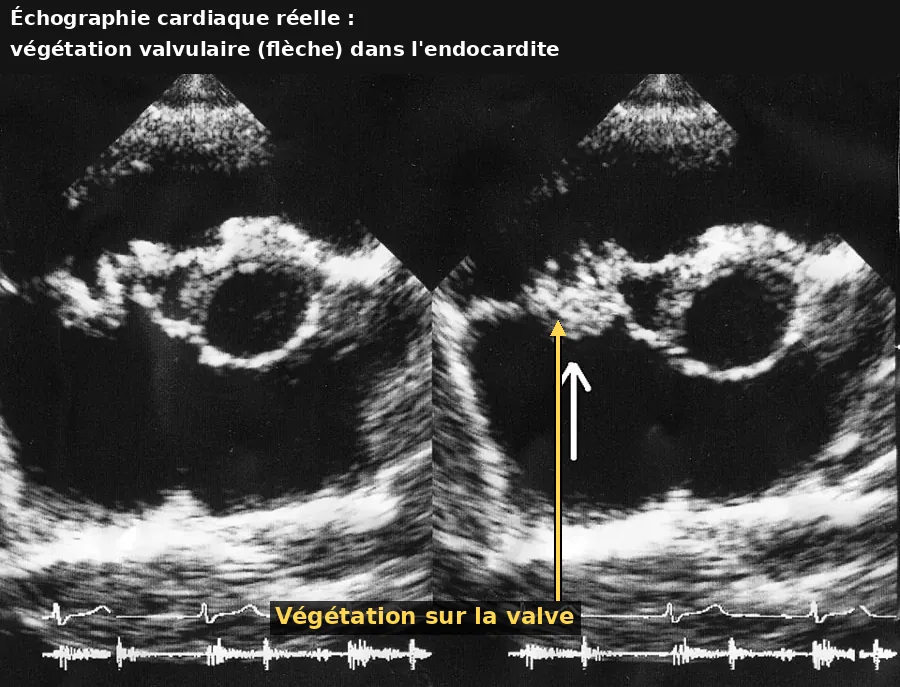 Échographie cardiaque réelle :
végétation valvulaire (flèche) dans l'endocardite
Végétation sur la valve